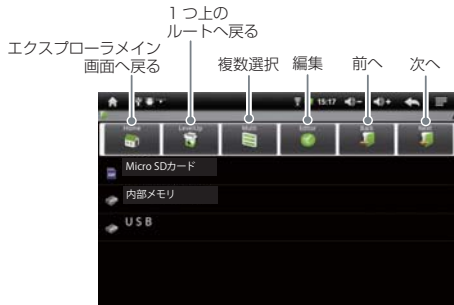 1つ上の
ルートへ戻る
エクスプローラメイン
画面へ戻る
複数選択
編集
前へ
次へ
15:17
Home
LevelUp
Multi
Editor
Back
Next
Micro SDカード
内部メモリ
USB